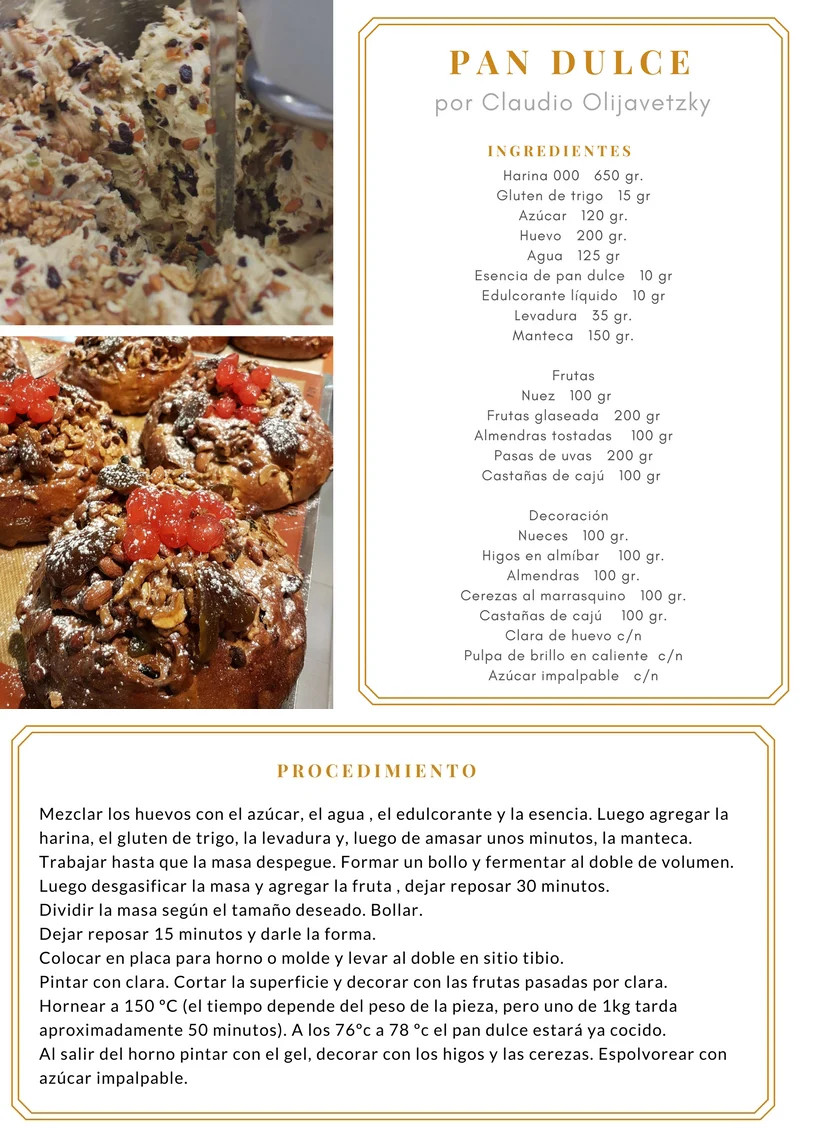 PAN DULCE
por Claudio Olijavetzky
INGREDIENTES
Harina 000 650 gr.
Gluten de trigo 15 gr
Azúcar 120 gr.
Huevo 200 gr.
Agua 125 gr
Esencia de pan dulce 10 gr
Edulcorante líquido 10 gr
Levadura 35 gr.
Manteca 150 gr.
Frutas
Nuez 100 gr
Frutas glaseada 200 gr
Almendras tostadas 100 gr
Pasas de uvas 200 gr
Castañas de cajú 100 gr
Decoración
Nueces 100 gr.
Higos en almíbar 100 gr.
Almendras 100 gr.
Cerezas al marrasquino 100 gr.
Castañas de cajú 100 gr.
Clara de huevo c/n
Pulpa de brillo en caliente c/n
Azúcar impalpable c/n
PROCEDIMIENTO
Mezclar los huevos con el azúcar, el agua , el edulcorante y la esencia. Luego agregar la
harina, el gluten de trigo, la levadura y, luego de amasar unos minutos, la manteca.
Trabajar hasta que la masa despegue. Formar un bollo y fermentar al doble de volumen.
Luego desgasificar la masa y agregar la fruta , dejar reposar 30 minutos.
Dividir la masa según el tamaño deseado. Bollar.
Dejar reposar 15 minutos y darle la forma.
Colocar en placa para horno o molde y levar al doble en sitio tibio.
Pintar con clara. Cortar la superficie y decorar con las frutas pasadas por clara.
Hornear a 150 ºC (el tiempo depende del peso de la pieza, pero uno de 1kg tarda
aproximadamente 50 minutos). A los 76ºc a 78 ºc el pan dulce estará ya cocido.
Al salir del horno pintar con el gel, decorar con los higos y las cerezas. Espolvorear con
azúcar impalpable.